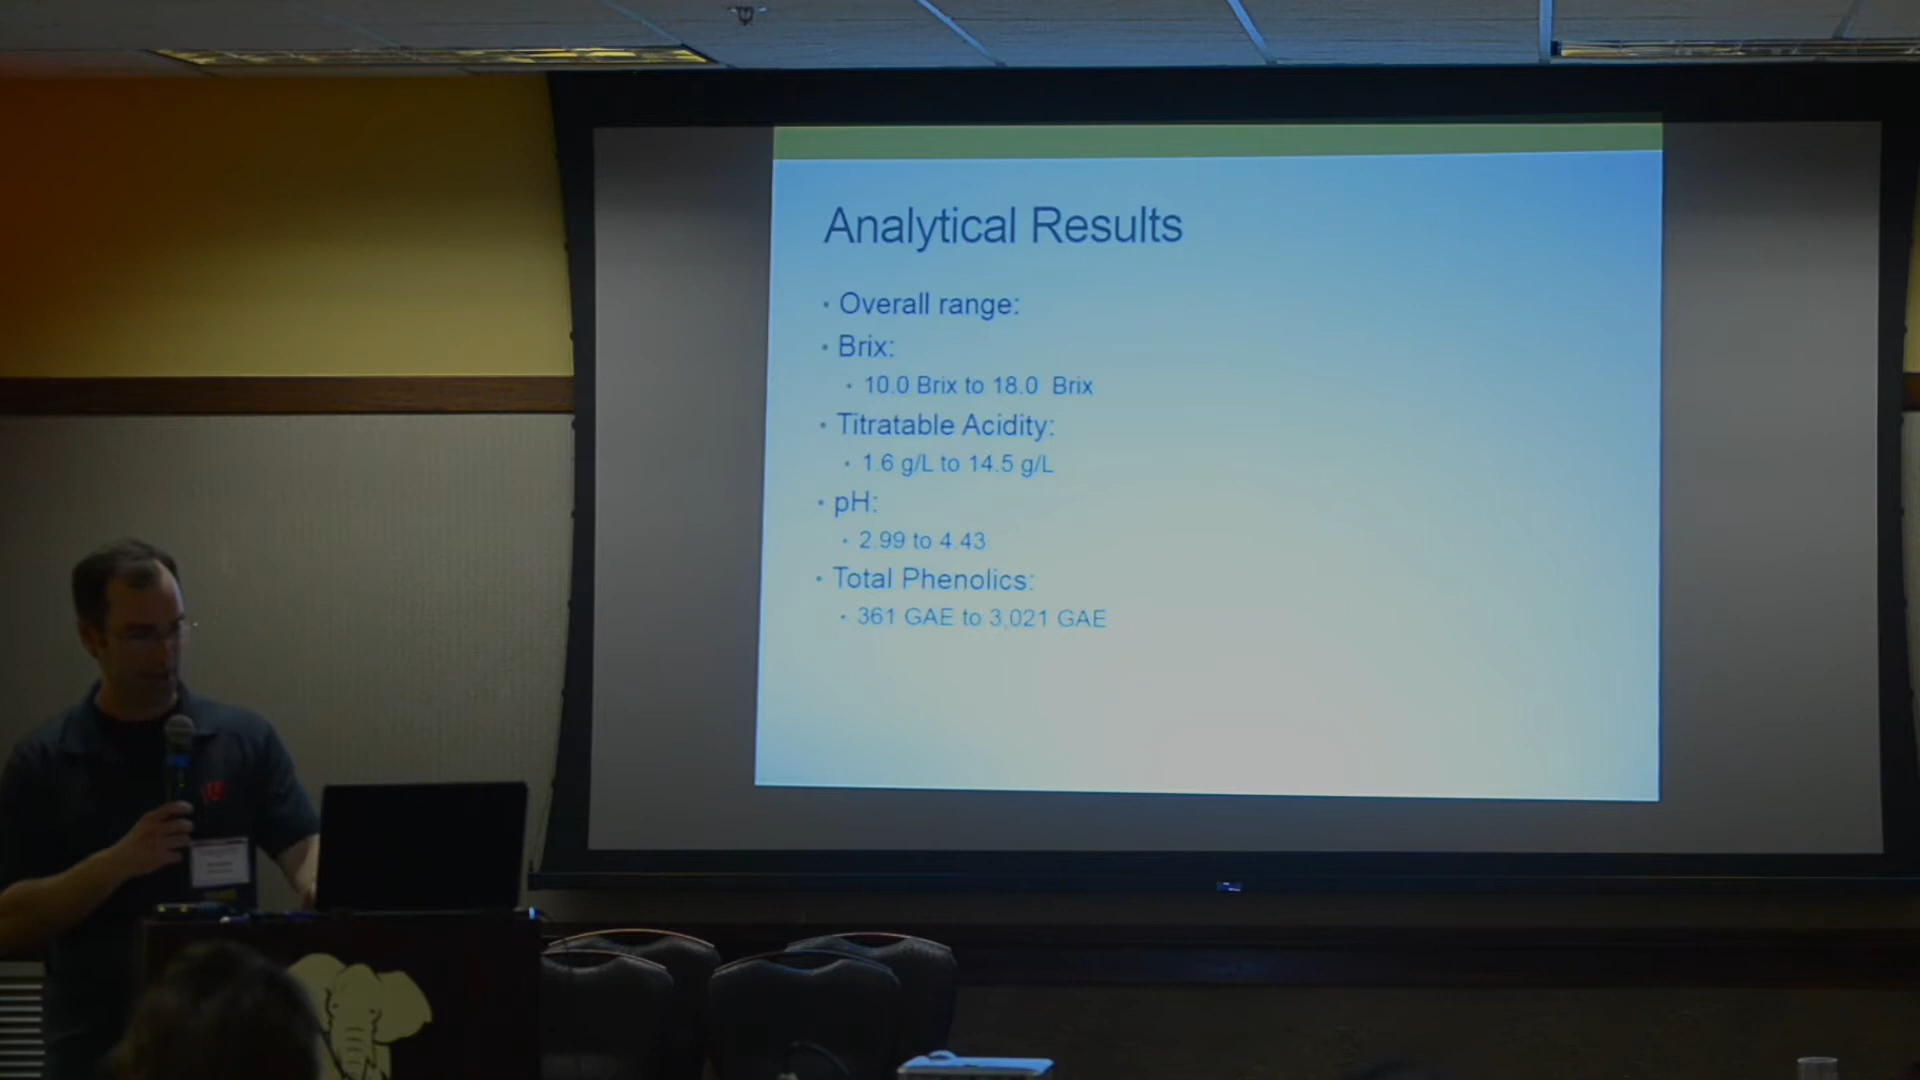 Analytical Results
• Overall range:
• Brix:
• 10.0 Brix to 18.0 Brix
• Titratable Acidity:
• 1.6 g/L to 14.5 g/L
• pH:
• 2.99 to 4.43
• Total Phenolics:
• 361 GAE to 3,021 GAE